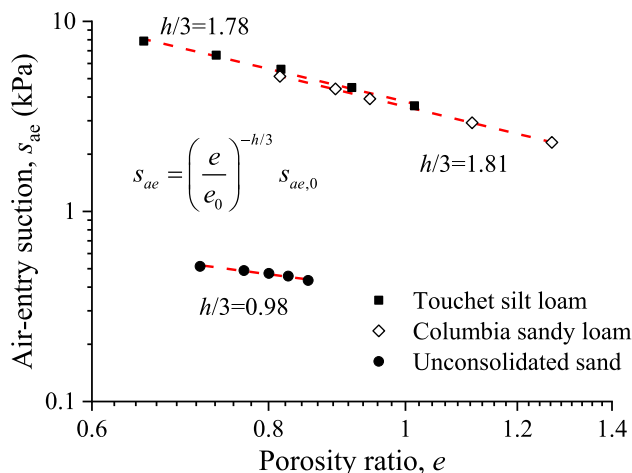 10
h/3=1.78
h/3=1.81
s_ae = (e/e_0)^{-h/3} s_{ae,0}
1
h/3=0.98
Touchet silt loam
Columbia sandy loam
Unconsolidated sand
0.1
0.6 0.8 1 1.2 1.4
Porosity ratio, e
Air-entry suction, s_ae (kPa)